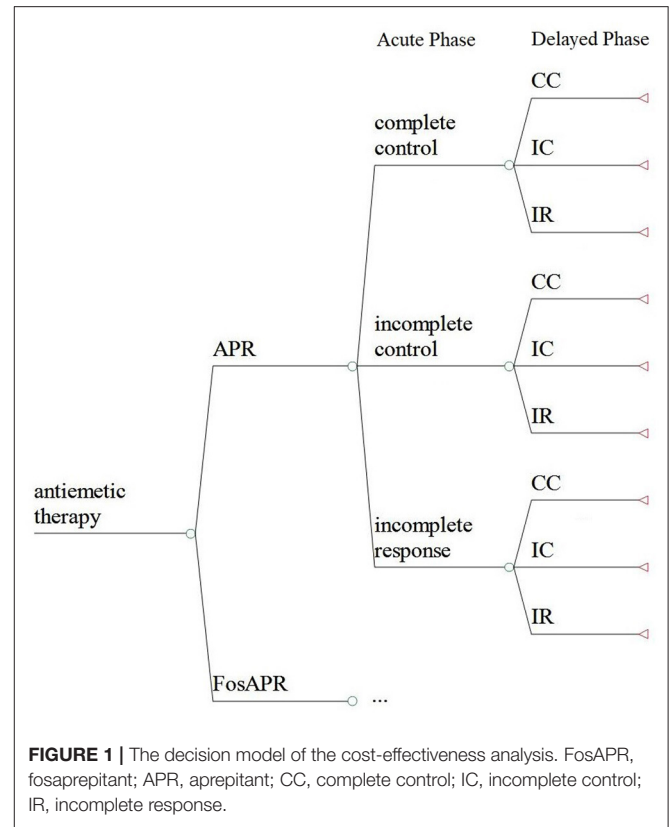 Acute Phase Delayed Phase
CC
complete
control
IC
IR
CC
incomplete
control
IC
APR
IR
antiemetic
therapy
CC
incomplete
response
IC
IR
FosAPR
...
FIGURE 1 | The decision model of the cost-effectiveness analysis. FosAPR,
fosaprepitant; APR, aprepitant; CC, complete control; IC, incomplete control;
IR, incomplete response.